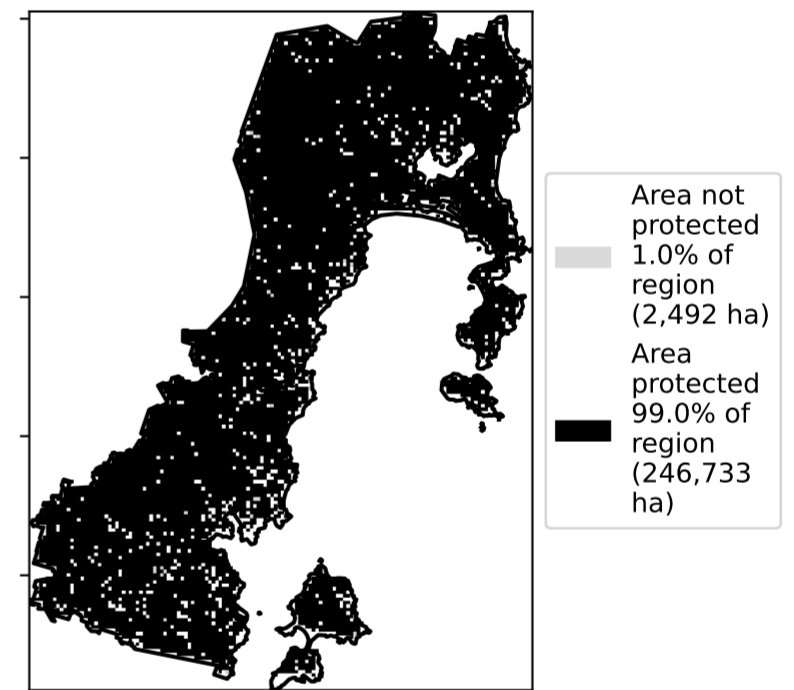 Area not
protected
1.0% of
region
(2,492 ha)
Area
protected
99.0% of
region
(246,733
ha)